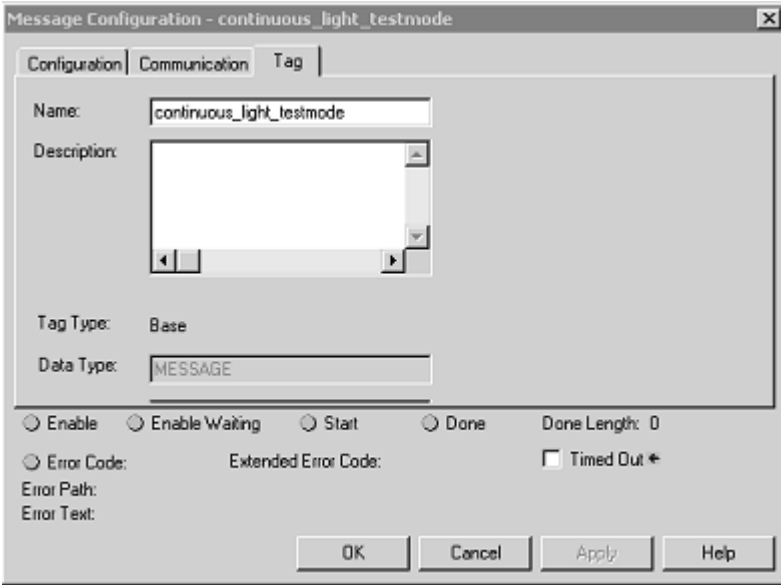 Message Configuration - continuous_light_testmode
Configuration Communication Tag
Name: continuous_light_testmode
Description:
Tag Type: Base
Data Type: MESSAGE
Enable Enable Waiting Start Done Done Length: 0
Error Code: Extended Error Code: Timed Out
Error Path:
Error Text:
OK Cancel Apply Help